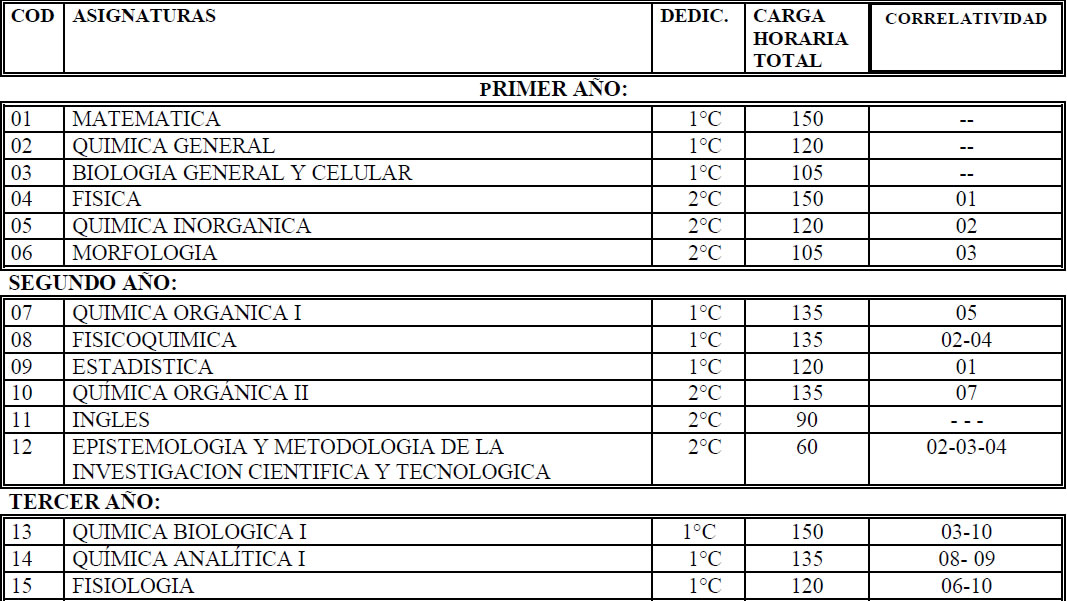 COD ASIGNATURAS DEDIC. CARGA HORARIA TOTAL CORRELATIVIDAD
PRIMER AÑO:
01 MATEMATICA 1°C 150 --
02 QUIMICA GENERAL 1°C 120 --
03 BIOLOGIA GENERAL Y CELULAR 1°C 105 --
04 FISICA 2°C 150 01
05 QUIMICA INORGANICA 2°C 120 02
06 MORFOLOGIA 2°C 105 03
SEGUNDO AÑO:
07 QUIMICA ORGANICA I 1°C 135 05
08 FISICOQUIMICA 1°C 135 02-04
09 ESTADISTICA 1°C 120 01
10 QUÍMICA ORGÁNICA II 2°C 135 07
11 INGLES 2°C 90 - - -
12 EPISTEMOLOGIA Y METODOLOGIA DE LA 2°C 60 02-03-04
INVESTIGACION CIENTIFICA Y TECNOLOGICA
TERCER AÑO:
13 QUIMICA BIOLOGICA I 1°C 150 03-10
14 QUÍMICA ANALÍTICA I 1°C 135 08- 09
15 FISIOLOGIA 1°C 120 06-10